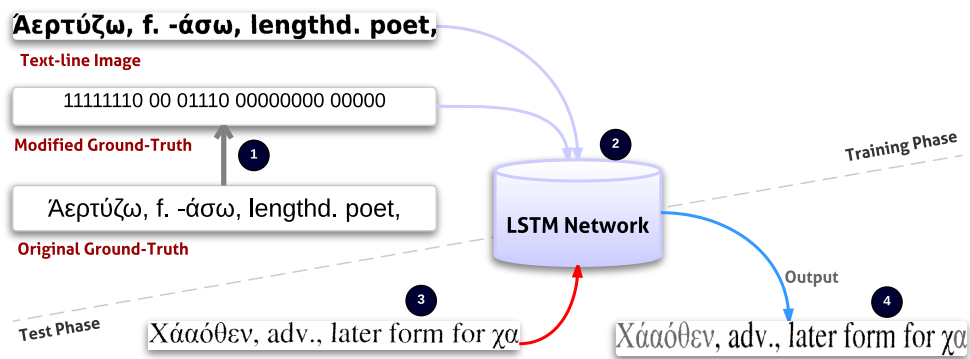 Άερτύζω, f. -άσω, lengthd. poet,
Text-line Image
11111110 00 01110 00000000 00000
Modified Ground-Truth
1
2
Training Phase
Άερτύζω, f. -άσω, lengthd. poet,
Original Ground-Truth
LSTM Network
Test Phase
3
Χάαόθεν, adv., later form for χα
Output
4
Χάαόθεν, adv., later form for χα